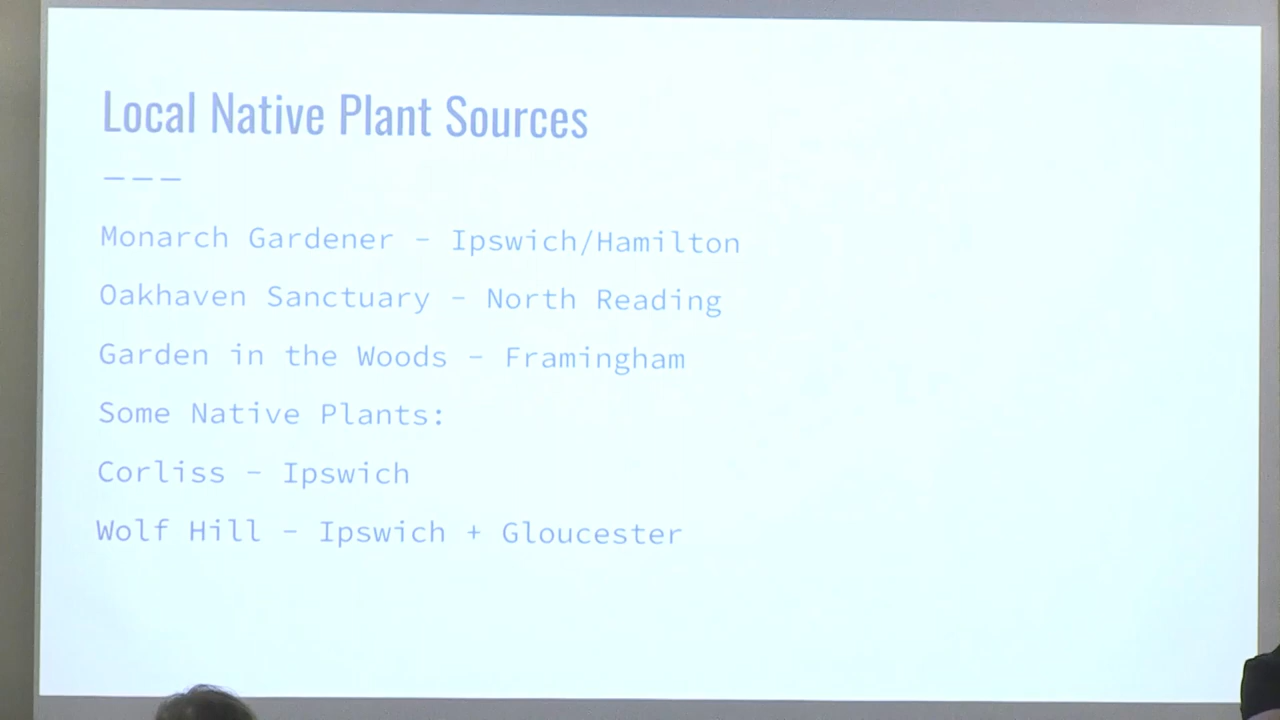 Local Native Plant Sources
———
Monarch Gardener – Ipswich/Hamilton
Oakhaven Sanctuary – North Reading
Garden in the Woods – Framingham
Some Native Plants:
Corliss – Ipswich
Wolf Hill – Ipswich + Gloucester